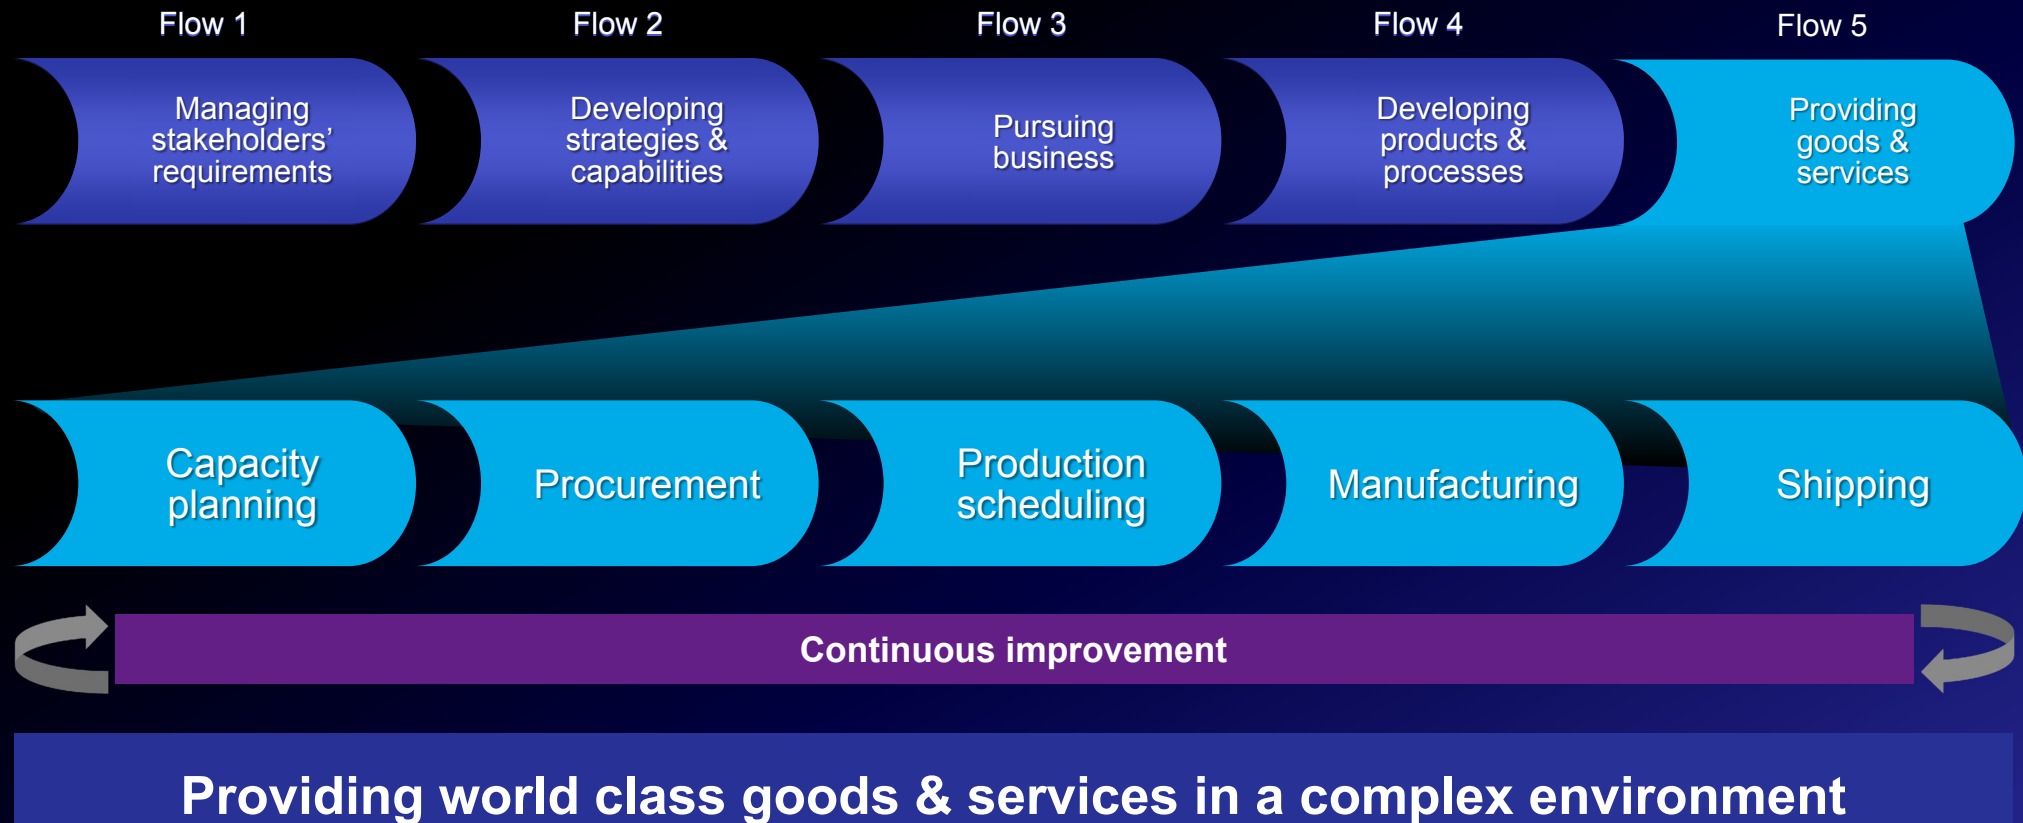 Flow 1
Flow 2
Flow 3
Flow 4
Flow 5
Managing
stakeholders’
requirements
Developing
strategies &
capabilities
Pursuing
business
Developing
products &
processes
Providing
goods &
services
Capacity
planning
Procurement
Production
scheduling
Manufacturing
Shipping
Continuous improvement
Providing world class goods & services in a complex environment